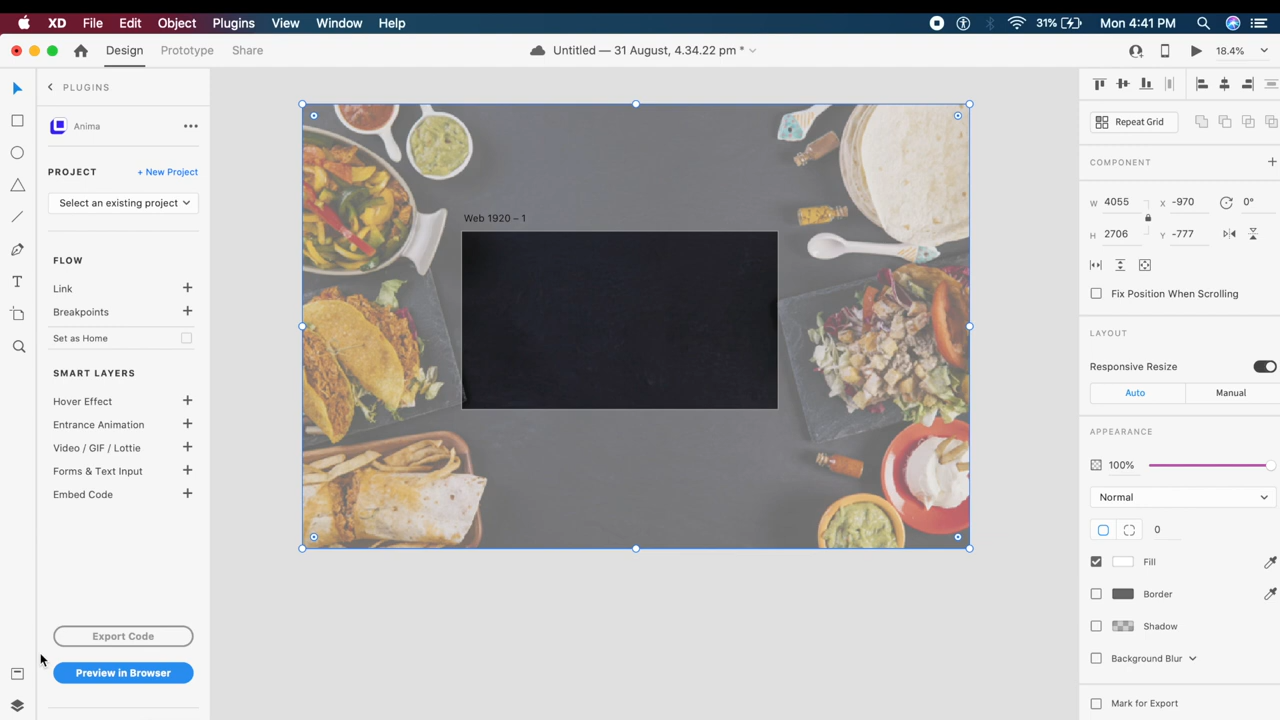 XD File Edit Object Plugins View Window Help 31% Mon 4:41 PM
Design Prototype Share Untitled — 31 August, 4.34.22 pm * 18.4%
PLUGINS
Anima
PROJECT + New Project
Select an existing project
FLOW
Link
Breakpoints
Set as Home
SMART LAYERS
Hover Effect
Entrance Animation
Video / GIF / Lottie
Forms & Text Input
Embed Code
Export Code
Preview in Browser
Web 1920 – 1
Repeat Grid
COMPONENT
W 4055 X -970 0°
H 2706 Y -777
Fix Position When Scrolling
LAYOUT
Responsive Resize
Auto Manual
APPEARANCE
100%
Normal
0
Fill
Border
Shadow
Background Blur
Mark for Export